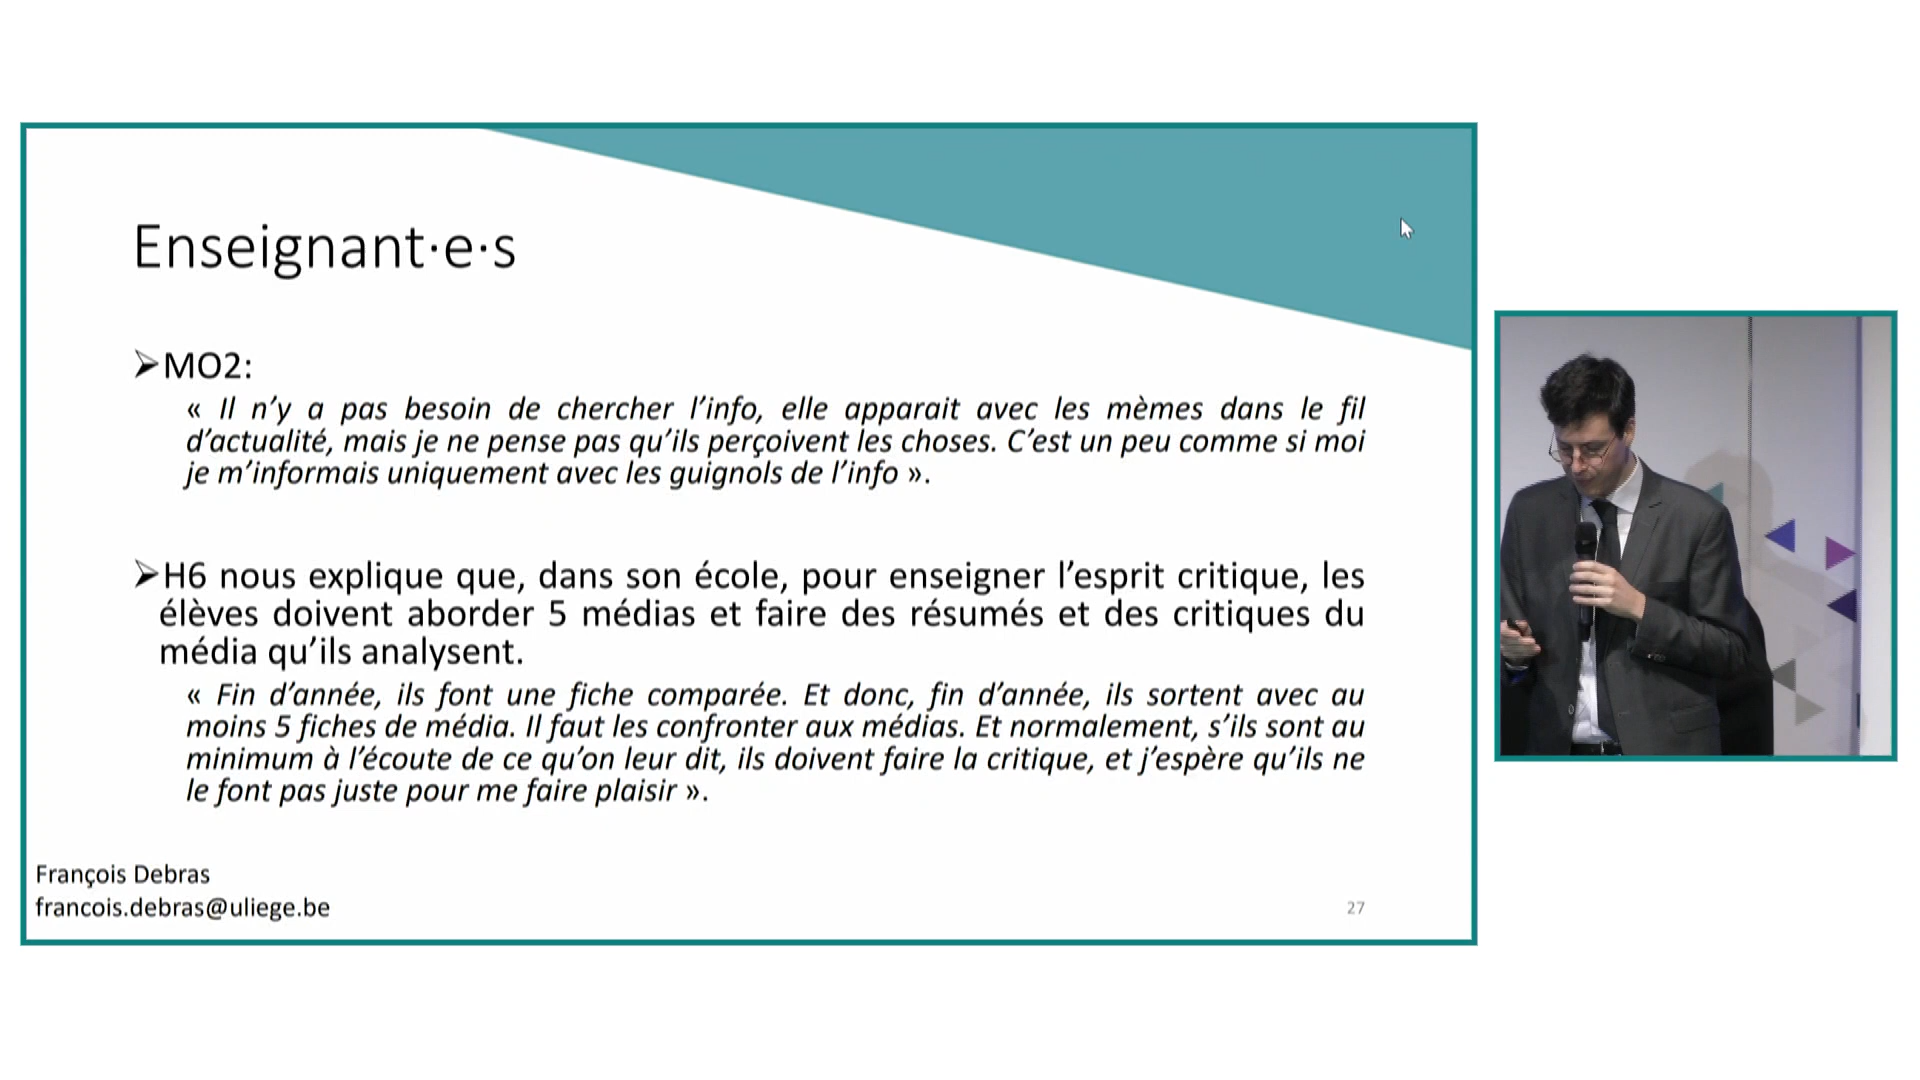 Enseignant·e·s
➢MO2:
« Il n’y a pas besoin de chercher l’info, elle apparait avec les mèmes dans le fil
d’actualité, mais je ne pense pas qu’ils perçoivent les choses. C’est un peu comme si moi
je m’informais uniquement avec les guignols de l’info ».
➢H6 nous explique que, dans son école, pour enseigner l’esprit critique, les
élèves doivent aborder 5 médias et faire des résumés et des critiques du
média qu’ils analysent.
« Fin d’année, ils font une fiche comparée. Et donc, fin d’année, ils sortent avec au
moins 5 fiches de média. Il faut les confronter aux médias. Et normalement, s’ils sont au
minimum à l’écoute de ce qu’on leur dit, ils doivent faire la critique, et j’espère qu’ils ne
le font pas juste pour me faire plaisir ».
François Debras
francois.debras@uliege.be
27